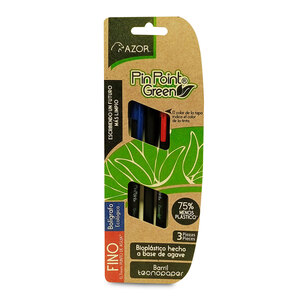 AZOR
Pin Point®
Green
El color de la tapa
indica el color
de la tinta
ESCRIBIENDO UN FUTURO
MÁS LIMPIO
75%
MENOS
PLÁSTICO
3 Piezas
Pieces
FINO
Bolígrafo
Ecológico
Bioplástico hecho
a base de agave
Barril
tecnopaper